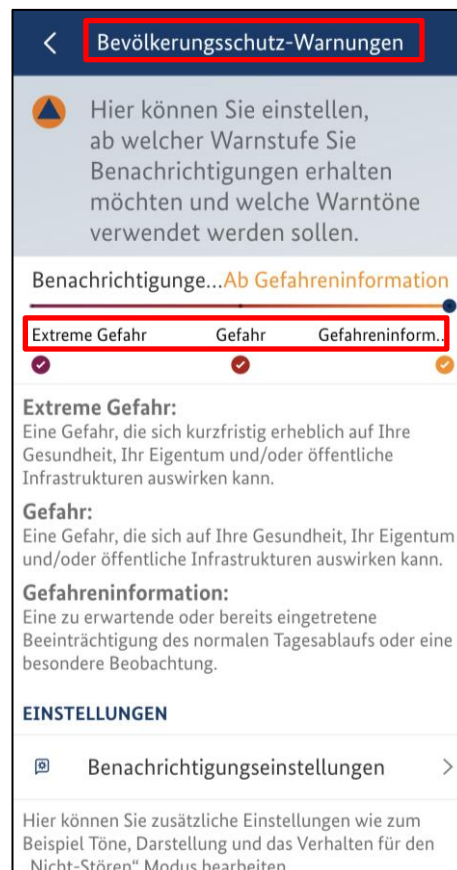 Bevölkerungsschutz-Warnungen
Hier können Sie einstellen,
ab welcher Warnstufe Sie
Benachrichtigungen erhalten
möchten und welche Warntöne
verwendet werden sollen.
Benachrichtigunge...Ab Gefahreninformation
Extreme Gefahr Gefahr Gefahreninform..
Extreme Gefahr:
Eine Gefahr, die sich kurzfristig erheblich auf Ihre
Gesundheit, Ihr Eigentum und/oder öffentliche
Infrastrukturen auswirken kann.
Gefahr:
Eine Gefahr, die sich auf Ihre Gesundheit, Ihr Eigentum
und/oder öffentliche Infrastrukturen auswirken kann.
Gefahreninformation:
Eine zu erwartende oder bereits eingetretene
Beeinträchtigung des normalen Tagesablaufs oder eine
besondere Beobachtung.
EINSTELLUNGEN
Benachrichtigungseinstellungen
Hier können Sie zusätzliche Einstellungen wie zum
Beispiel Töne, Darstellung und das Verhalten für den
„Nicht-Stören“ Modus bearbeiten